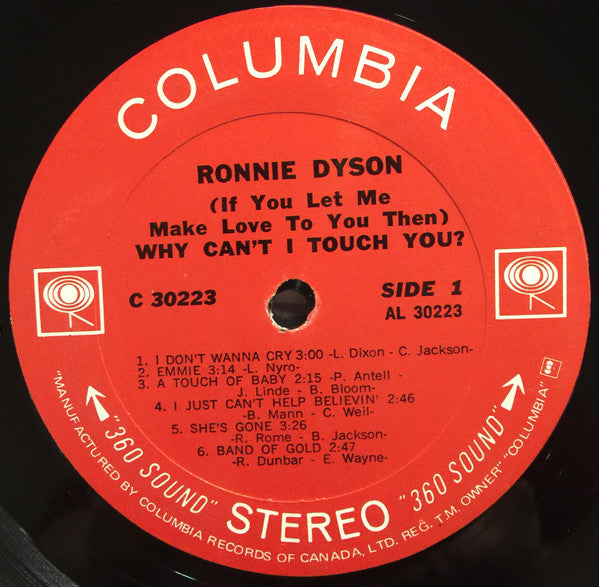 COLUMBIA
RONNIE DYSON
(If You Let Me
Make Love To You Then)
WHY CAN'T I TOUCH YOU?
C 30223
SIDE 1
AL 30223
1. I DON'T WANNA CRY 3:00 -L. Dixon - C. Jackson-
2. EMMIE 3:14 -L. Nyro-
3. A TOUCH OF BABY 2:15 -P. Antell -
J. Linde - B. Bloom-
4. I JUST CAN'T HELP BELIEVIN' 2:46
-B. Mann - C. Weil-
5. SHE'S GONE 3:26
-R. Rome - B. Jackson-
6. BAND OF GOLD 2:47
-R. Dunbar - E. Wayne-
"360 SOUND" STEREO "360 SOUND"
"MANUFACTURED BY COLUMBIA RECORDS OF CANADA, LTD. REG. T.M. OWNER" "COLUMBIA"